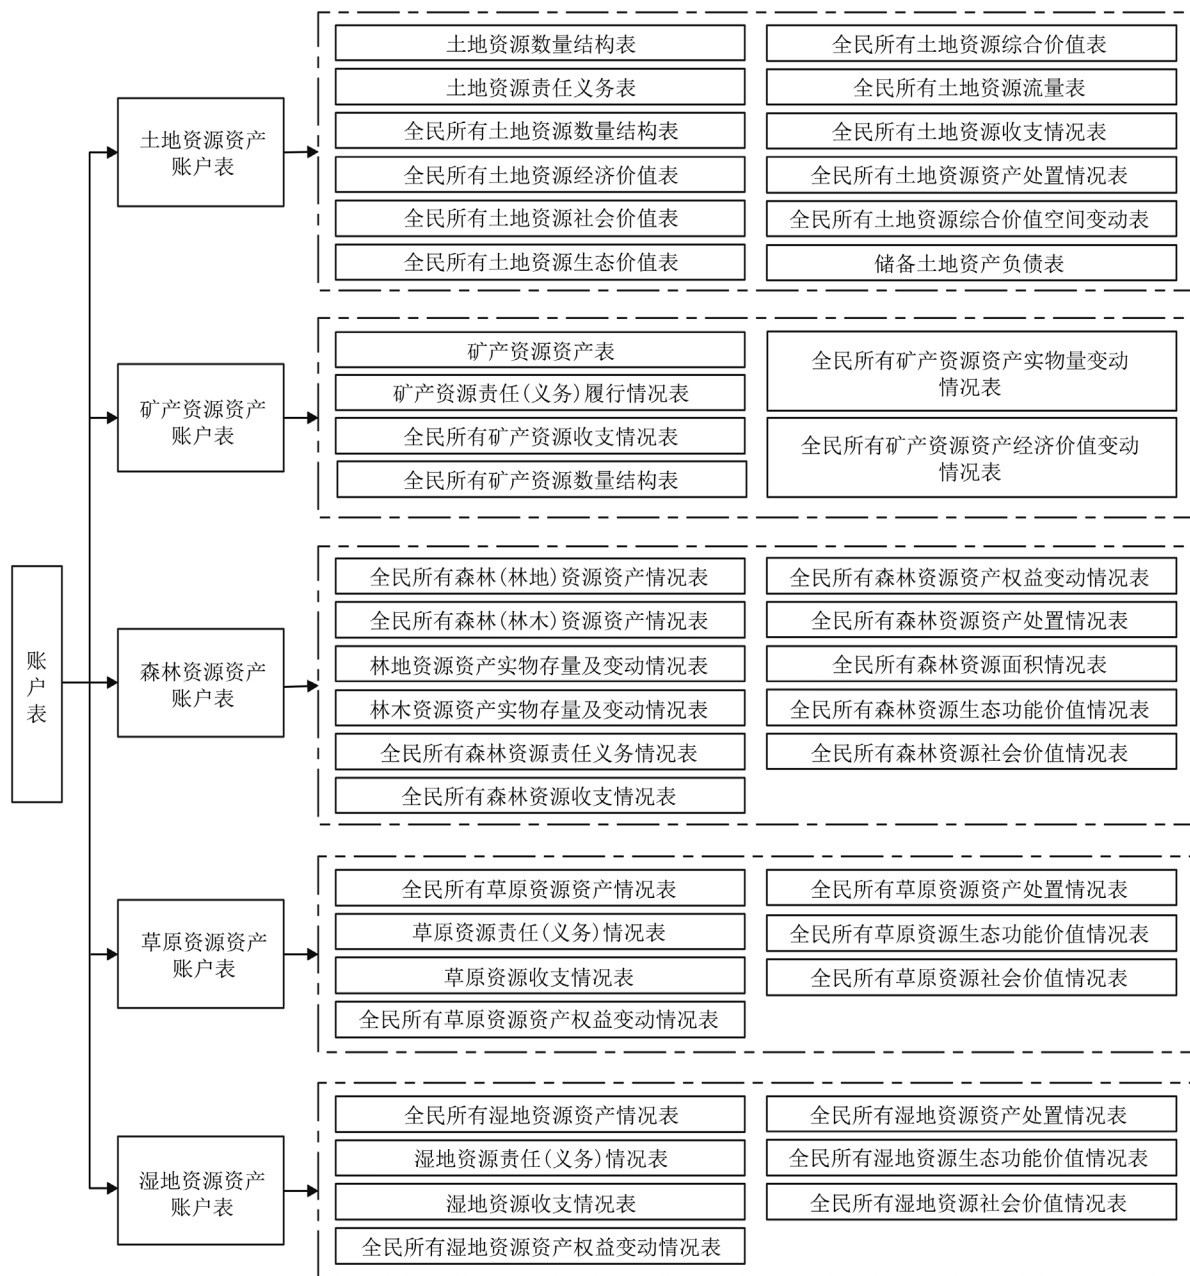 账户表
土地资源资产
账户表
土地资源数量结构表
土地资源责任义务表
全民所有土地资源数量结构表
全民所有土地资源经济价值表
全民所有土地资源社会价值表
全民所有土地资源生态价值表
全民所有土地资源综合价值表
全民所有土地资源流量表
全民所有土地资源收支情况表
全民所有土地资源资产处置情况表
全民所有土地资源综合价值空间变动表
储备土地资产负债表
矿产资源资产
账户表
矿产资源资产表
矿产资源责任(义务)履行情况表
全民所有矿产资源收支情况表
全民所有矿产资源数量结构表
全民所有矿产资源资产实物量变动
情况表
全民所有矿产资源资产经济价值变动
情况表
森林资源资产
账户表
全民所有森林(林地)资源资产情况表
全民所有森林(林木)资源资产情况表
林地资源资产实物存量及变动情况表
林木资源资产实物存量及变动情况表
全民所有森林资源责任义务情况表
全民所有森林资源收支情况表
全民所有森林资源资产权益变动情况表
全民所有森林资源资产处置情况表
全民所有森林资源面积情况表
全民所有森林资源生态功能价值情况表
全民所有森林资源社会价值情况表
草原资源资产
账户表
全民所有草原资源资产情况表
草原资源责任(义务)情况表
草原资源收支情况表
全民所有草原资源资产权益变动情况表
全民所有草原资源资产处置情况表
全民所有草原资源生态功能价值情况表
全民所有草原资源社会价值情况表
湿地资源资产
账户表
全民所有湿地资源资产情况表
湿地资源责任(义务)情况表
湿地资源收支情况表
全民所有湿地资源资产权益变动情况表
全民所有湿地资源资产处置情况表
全民所有湿地资源生态功能价值情况表
全民所有湿地资源社会价值情况表